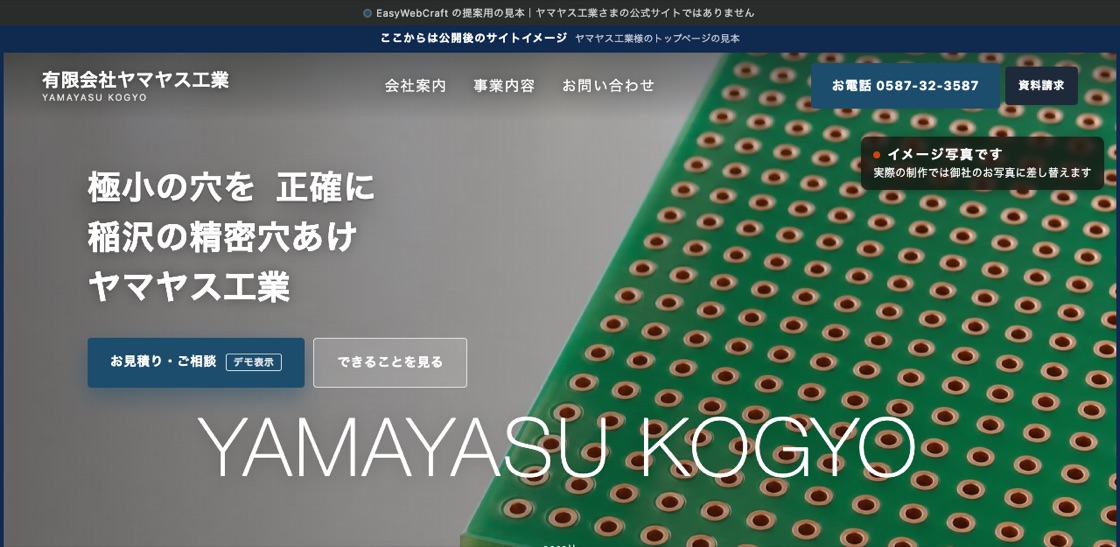 EasyWebCraft の提案用の見本｜ヤマヤス工業さまの公式サイトではありません
ここからは公開後のサイトイメージ ヤマヤス工業様のトップページの見本
有限会社ヤマヤス工業
YAMAYASU KOGYO
会社案内 事業内容 お問い合わせ
お電話 0587-32-3587
資料請求
イメージ写真です
実際の制作では御社のお写真に差し替えます
極小の穴を 正確に
稲沢の精密穴あけ
ヤマヤス工業
お見積り・ご相談 デモ表示
できることを見る
YAMAYASU KOGYO